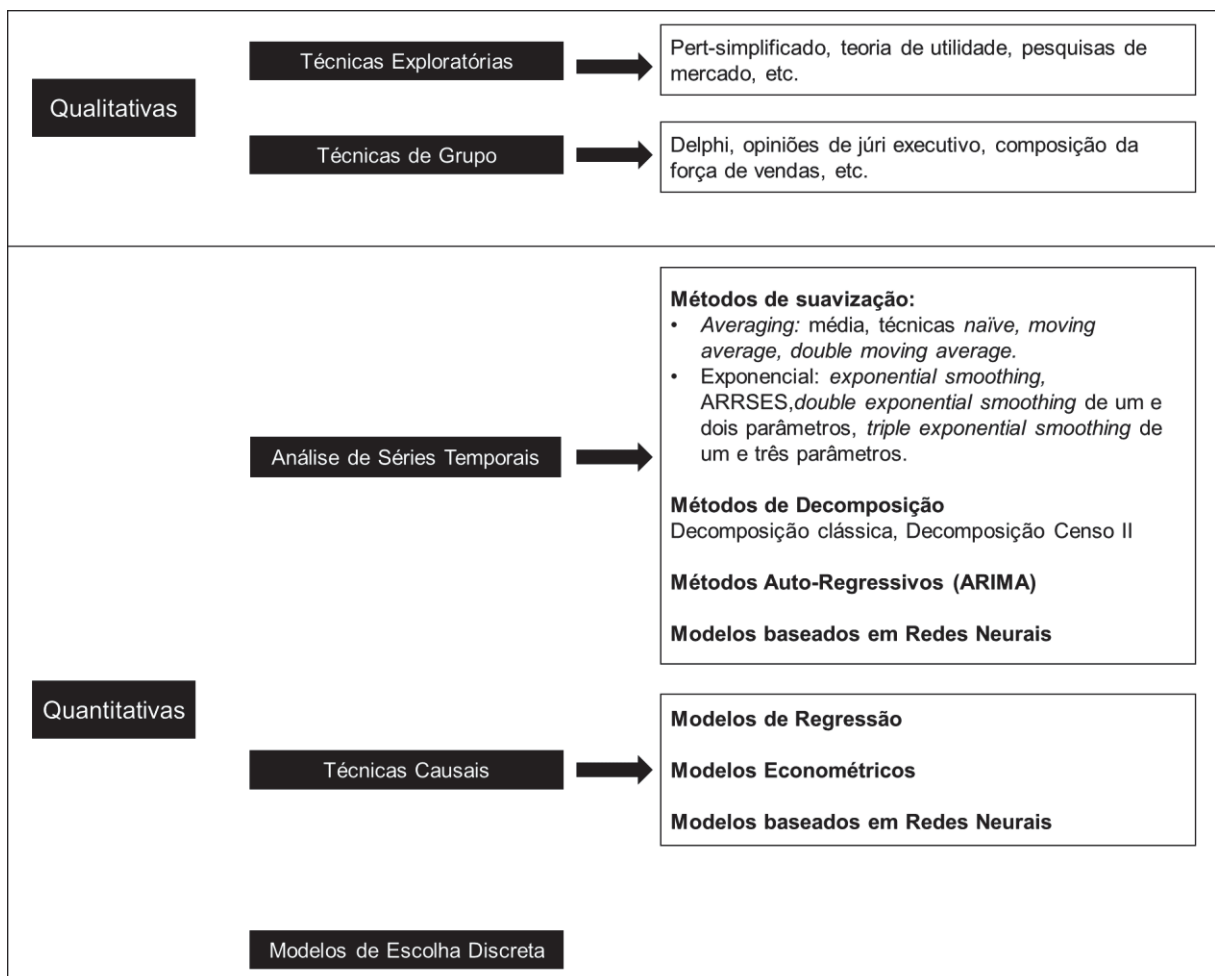 Qualitativas
Técnicas Exploratórias
Pert-simplificado, teoria de utilidade, pesquisas de
mercado, etc.
Técnicas de Grupo
Delphi, opiniões de júri executivo, composição da
força de vendas, etc.
Quantitativas
Análise de Séries Temporais
Métodos de suavização:
• Averaging: média, técnicas naïve, moving
average, double moving average.
• Exponencial: exponential smoothing,
ARRSES,double exponential smoothing de um e
dois parâmetros, triple exponential smoothing de
um e três parâmetros.
Métodos de Decomposição
Decomposição clássica, Decomposição Censo II
Métodos Auto-Regressivos (ARIMA)
Modelos baseados em Redes Neurais
Técnicas Causais
Modelos de Regressão
Modelos Econométricos
Modelos baseados em Redes Neurais
Modelos de Escolha Discreta